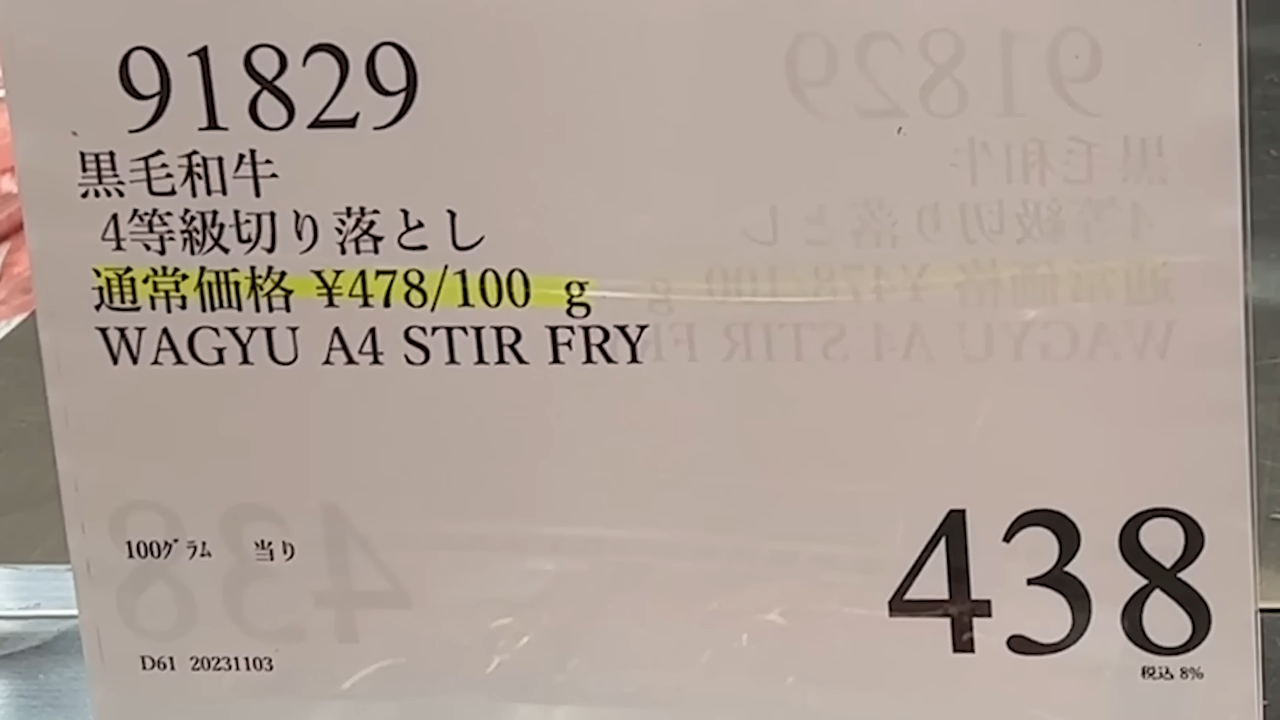 91829
黒毛和牛
4等級切り落とし
通常価格 ¥478/100 g
WAGYU A4 STIR FRY
100グラム 当り
438
税込 8%
D61 20231103